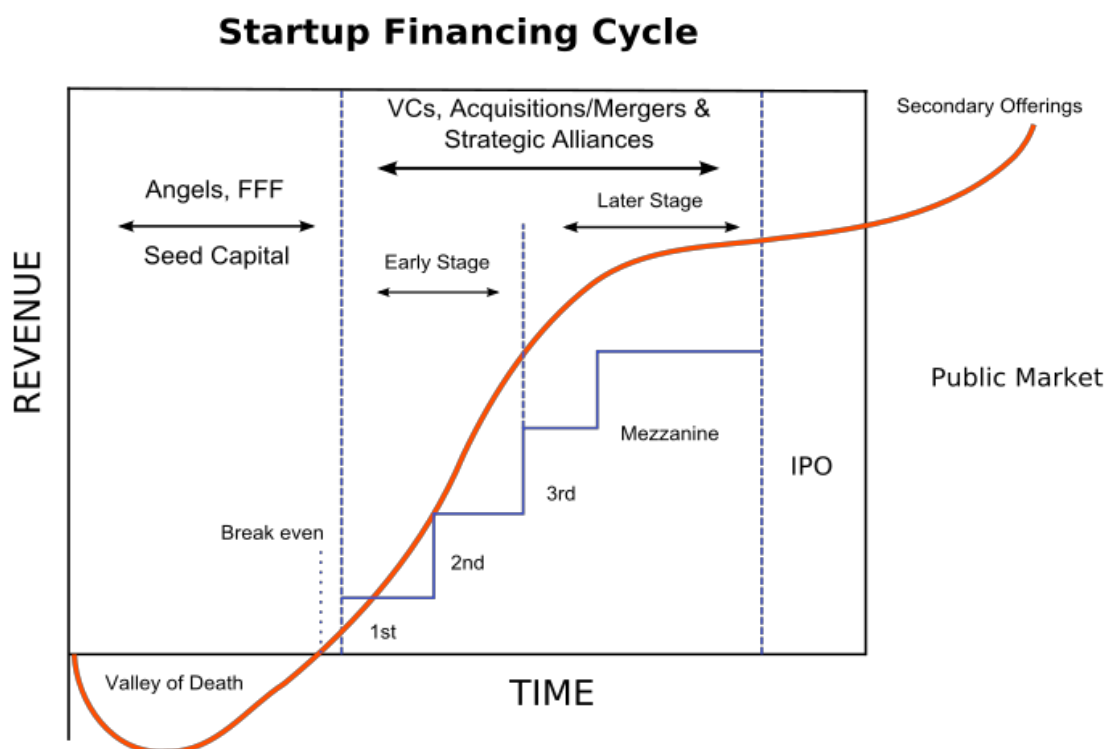 Startup Financing Cycle
Secondary Offerings
VCs, Acquisitions/Mergers &
Strategic Alliances
Angels, FFF
Later Stage
Seed Capital
Early Stage
REVENUE
Public Market
Mezzanine
IPO
3rd
Break even
2nd
1st
Valley of Death
TIME